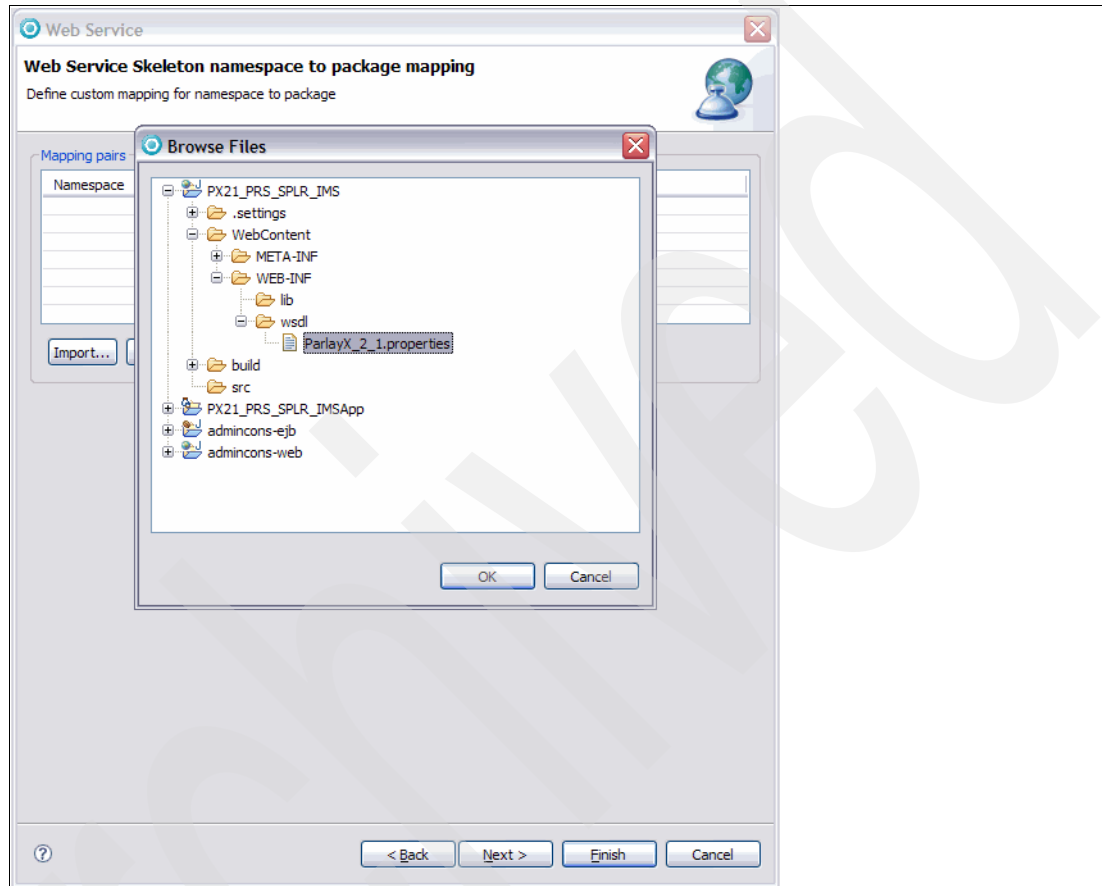 Web Service
Web Service Skeleton namespace to package mapping
Define custom mapping for namespace to package
Mapping pairs
Namespace
Import...
Browse Files
PX21_PRS_SPLR_IMS
.settings
WebContent
META-INF
WEB-INF
lib
wsdl
ParlayX_2_1.properties
build
src
PX21_PRS_SPLR_IMSApp
admincons-ejb
admincons-web
OK Cancel
< Back Next > Finish Cancel